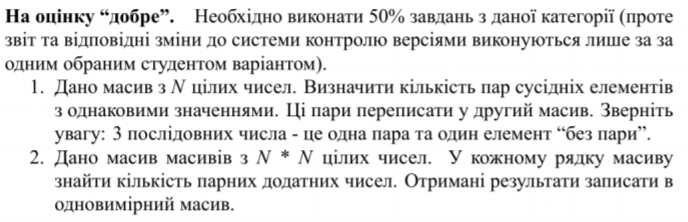 На оцінку “добре”. Необхідно виконати 50% завдань з даної категорії (проте
звіт та відповідні зміни до системи контролю версіями виконуються лише за за
одним обраним студентом варіантом).
1. Дано масив з N цілих чисел. Визначити кількість пар сусідніх елементів
з однаковими значеннями. Ці пари переписати у другий масив. Зверніть
увагу: 3 послідовних числа - це одна пара та один елемент “без пари”.
2. Дано масив масивів з N * N цілих чисел. У кожному рядку масиву
знайти кількість парних додатних чисел. Отримані результати записати в
одновимірний масив.